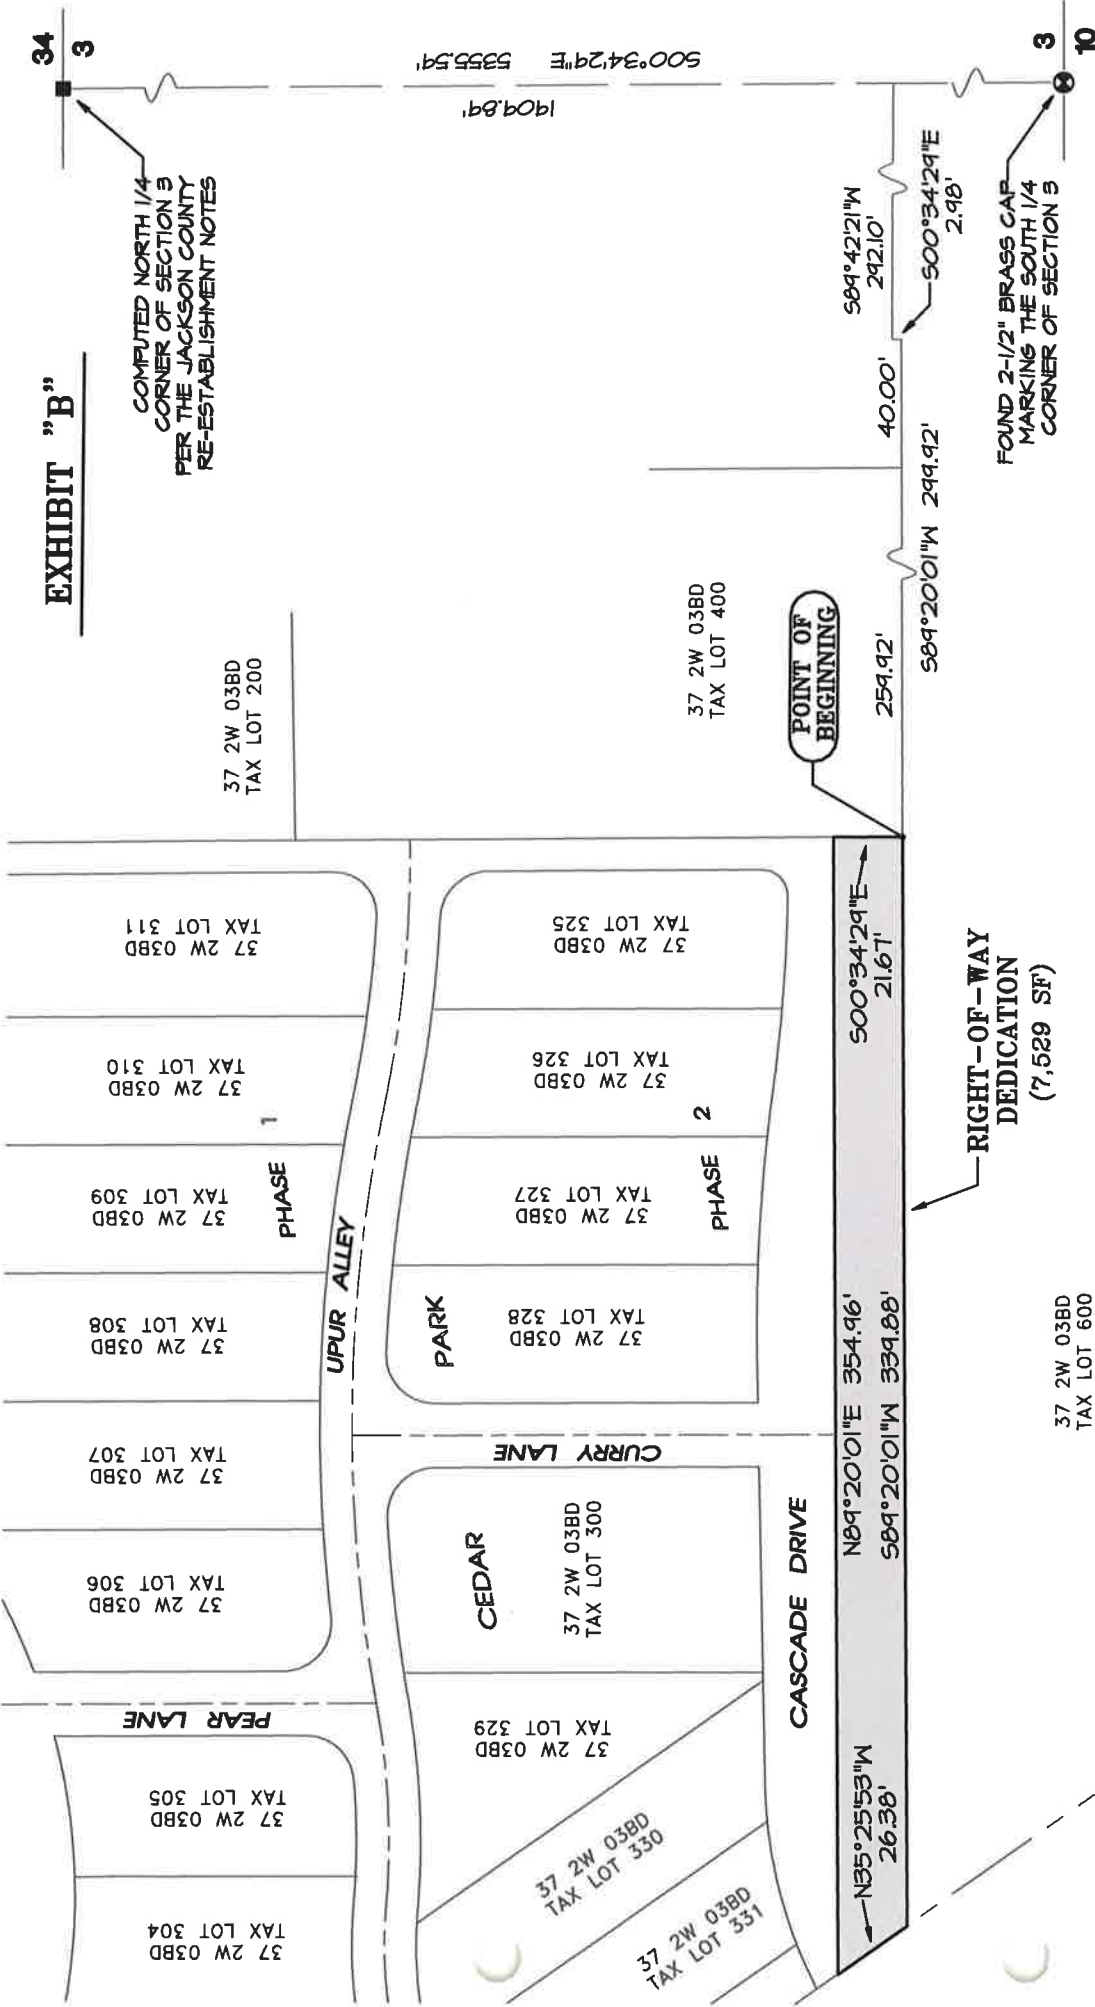 EXHIBIT "B"
34
3
COMPUTED NORTH 1/4
CORNER OF SECTION 3
PER THE JACKSON COUNTY
RE-ESTABLISHMENT NOTES
S00°34'29"E 5355.54'
1909.89'
3
10
FOUND 2-1/2" BRASS CAP
MARKING THE SOUTH 1/4
CORNER OF SECTION 3
S89°42'21"W
292.10'
S00°34'29"E
2.98'
40.00'
S89°20'01"W 299.92'
259.92'
37 2W 03BD
TAX LOT 200
37 2W 03BD
TAX LOT 400
POINT OF
BEGINNING
37 2W 03BD
TAX LOT 304
37 2W 03BD
TAX LOT 305
PEAR LANE
37 2W 03BD
TAX LOT 306
37 2W 03BD
TAX LOT 307
37 2W 03BD
TAX LOT 308
37 2W 03BD
TAX LOT 309
37 2W 03BD
TAX LOT 310
37 2W 03BD
TAX LOT 311
PHASE 1
UPUR ALLEY
CEDAR PARK
PHASE 2
37 2W 03BD
TAX LOT 331
37 2W 03BD
TAX LOT 330
37 2W 03BD
TAX LOT 329
37 2W 03BD
TAX LOT 300
CURRY LANE
37 2W 03BD
TAX LOT 328
37 2W 03BD
TAX LOT 327
37 2W 03BD
TAX LOT 326
37 2W 03BD
TAX LOT 325
CASCADE DRIVE
N35°25'53"W
26.38'
N89°20'01"E 354.96'
S89°20'01"W 339.88'
S00°34'29"E
21.67'
RIGHT-OF-WAY
DEDICATION
(7,529 SF)
37 2W 03BD
TAX LOT 600